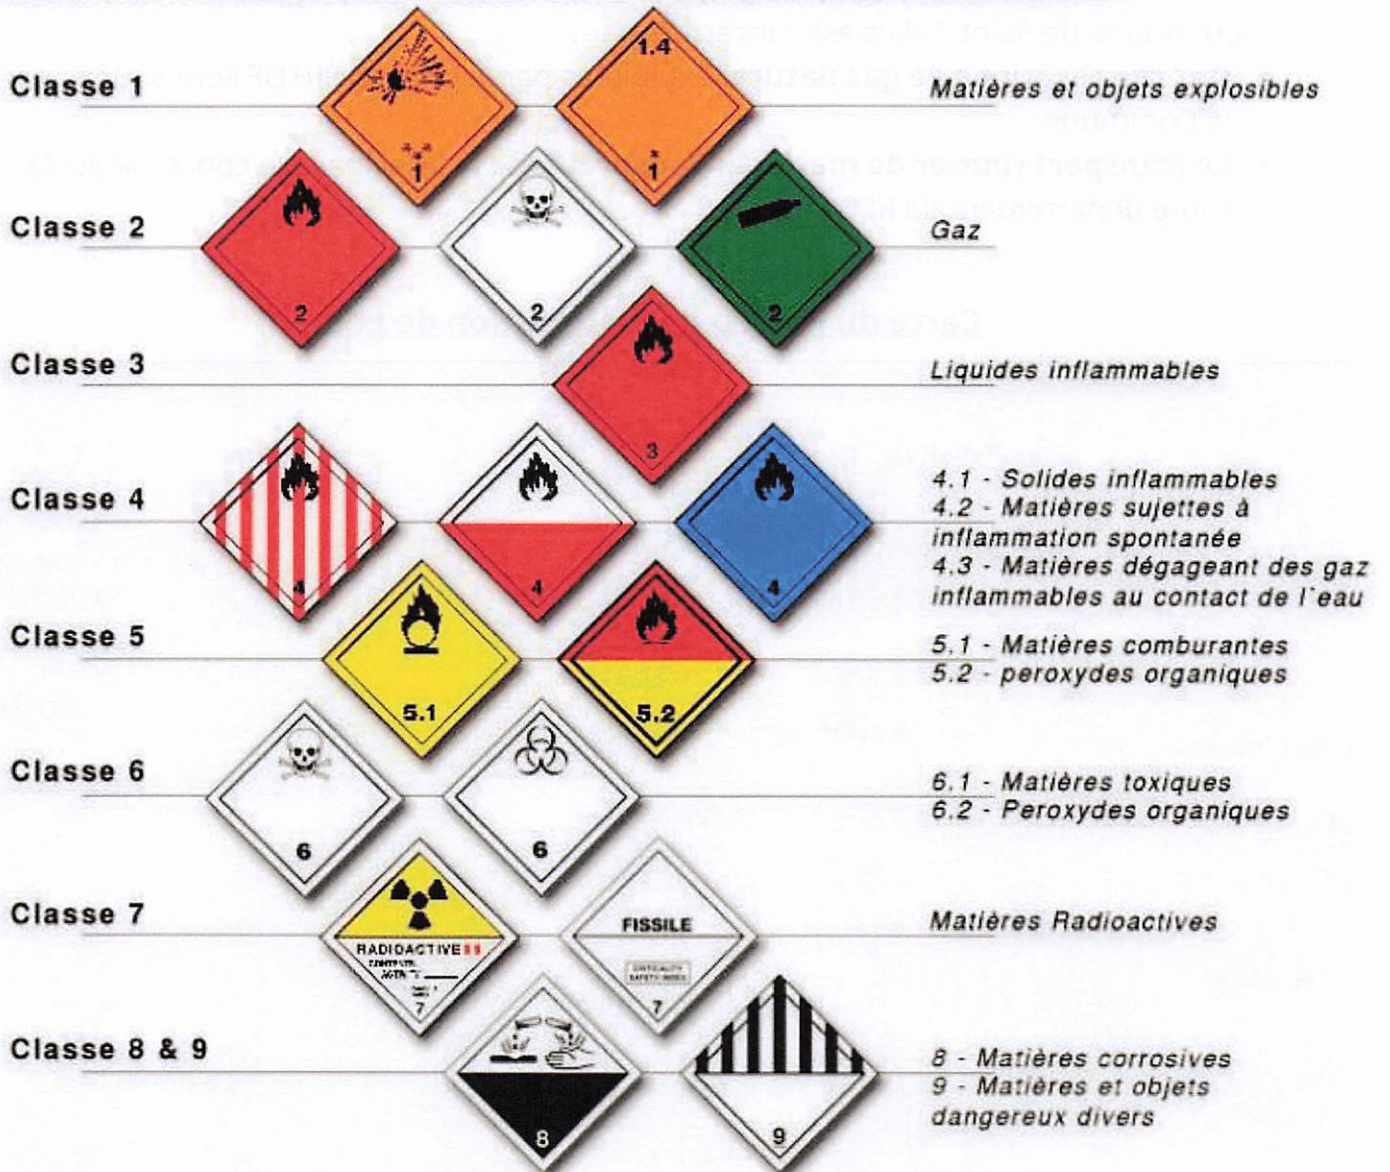 Classe 1
1
1.4
1
Matières et objets explosibles
Classe 2
2
2
2
Gaz
Classe 3
3
Liquides inflammables
Classe 4
4
4
4
4.1 - Solides inflammables
4.2 - Matières sujettes à
inflammation spontanée
4.3 - Matières dégageant des gaz
inflammables au contact de l'eau
Classe 5
5.1
5.2
5.1 - Matières comburantes
5.2 - peroxydes organiques
Classe 6
6
6
6.1 - Matières toxiques
6.2 - Peroxydes organiques
Classe 7
RADIOACTIVE
CONTENTS
ACTIVITY
7
FISSILE
CRITICALITY
SAFETY INDEX
7
Matières Radioactives
Classe 8 & 9
8
9
8 - Matières corrosives
9 - Matières et objets
dangereux divers